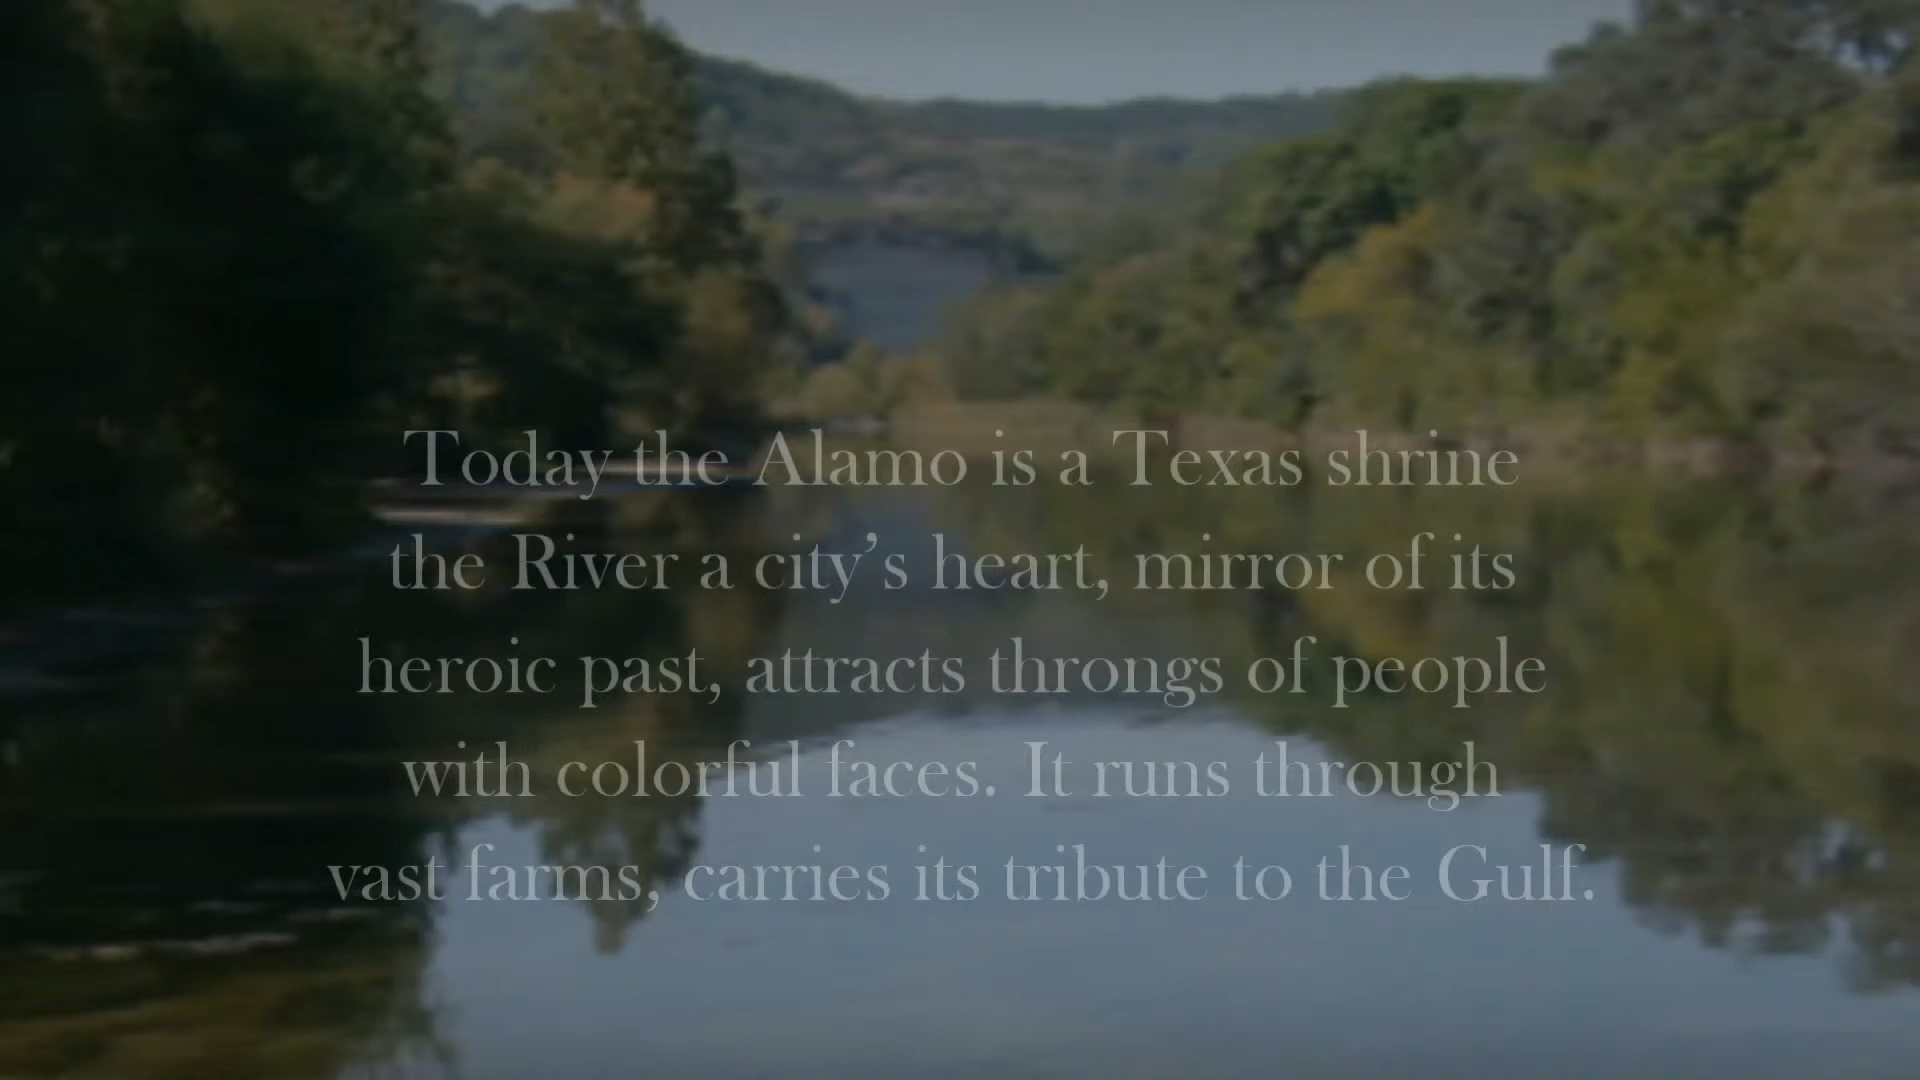 Today the Alamo is a Texas shrine
the River a city’s heart, mirror of its
heroic past, attracts throngs of people
with colorful faces. It runs through
vast farms, carries its tribute to the Gulf.